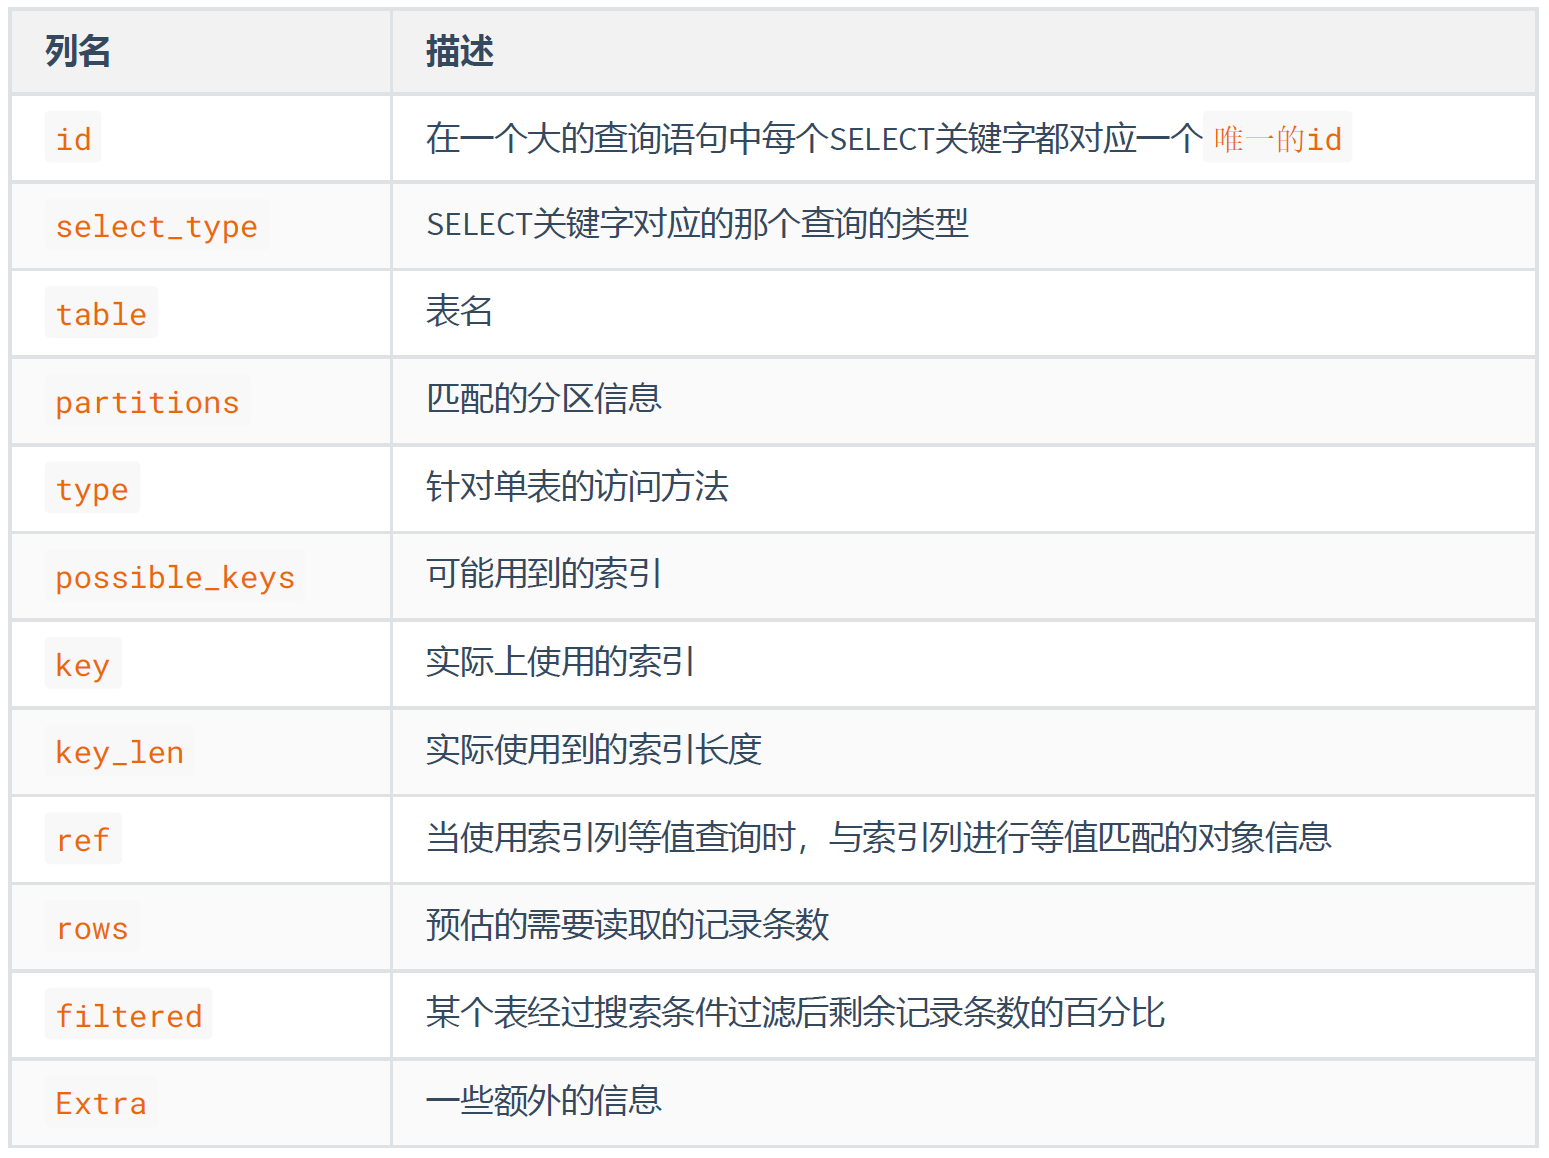 列名 描述
id 在一个大的查询语句中每个SELECT关键字都对应一个 唯一的id
select_type SELECT关键字对应的那个查询的类型
table 表名
partitions 匹配的分区信息
type 针对单表的访问方法
possible_keys 可能用到的索引
key 实际上使用的索引
key_len 实际使用到的索引长度
ref 当使用索引列等值查询时，与索引列进行等值匹配的对象信息
rows 预估的需要读取的记录条数
filtered 某个表经过搜索条件过滤后剩余记录条数的百分比
Extra 一些额外的信息